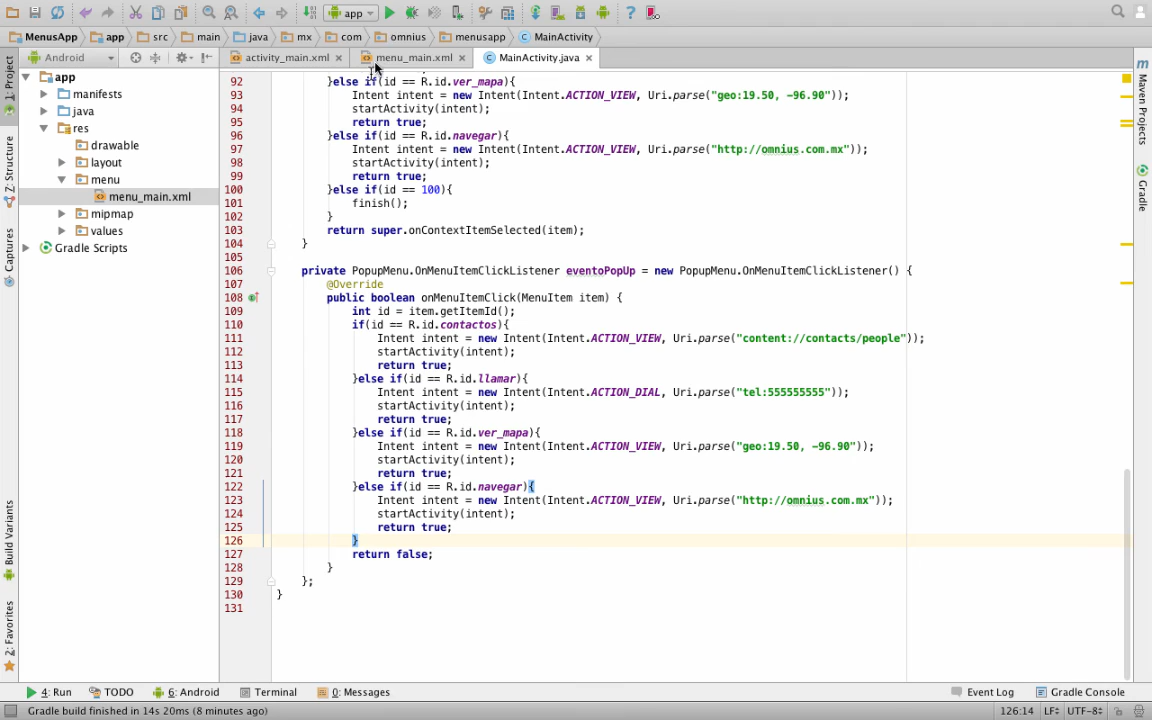 app
MenusApp
app
src
main
java
mx
com
omnius
menusapp
MainActivity
Android
activity_main.xml
menu_main.xml
MainActivity.java
1: Project
Z: Structure
Captures
Build Variants
2: Favorites
app
manifests
java
res
drawable
layout
menu
menu_main.xml
mipmap
values
Gradle Scripts
92 }else if(id == R.id.ver_mapa){
93 Intent intent = new Intent(Intent.ACTION_VIEW, Uri.parse("geo:19.50, -96.90"));
94 startActivity(intent);
95 return true;
96 }else if(id == R.id.navegar){
97 Intent intent = new Intent(Intent.ACTION_VIEW, Uri.parse("http://omnius.com.mx"));
98 startActivity(intent);
99 return true;
100 }else if(id == 100){
101 finish();
102 }
103 return super.onContextItemSelected(item);
104 }
105
106 private PopupMenu.OnMenuItemClickListener eventoPopUp = new PopupMenu.OnMenuItemClickListener() {
107 @Override
108 public boolean onMenuItemClick(MenuItem item) {
109 int id = item.getItemId();
110 if(id == R.id.contactos){
111 Intent intent = new Intent(Intent.ACTION_VIEW, Uri.parse("content://contacts/people"));
112 startActivity(intent);
113 return true;
114 }else if(id == R.id.llamar){
115 Intent intent = new Intent(Intent.ACTION_DIAL, Uri.parse("tel:555555555"));
116 startActivity(intent);
117 return true;
118 }else if(id == R.id.ver_mapa){
119 Intent intent = new Intent(Intent.ACTION_VIEW, Uri.parse("geo:19.50, -96.90"));
120 startActivity(intent);
121 return true;
122 }else if(id == R.id.navegar){
123 Intent intent = new Intent(Intent.ACTION_VIEW, Uri.parse("http://omnius.com.mx"));
124 startActivity(intent);
125 return true;
126 }
127 return false;
128 }
129 };
130 }
131
Maven Projects
Gradle
4: Run
TODO
6: Android
Terminal
0: Messages
Event Log
Gradle Console
Gradle build finished in 14s 20ms (8 minutes ago)
126:14
LF
UTF-8